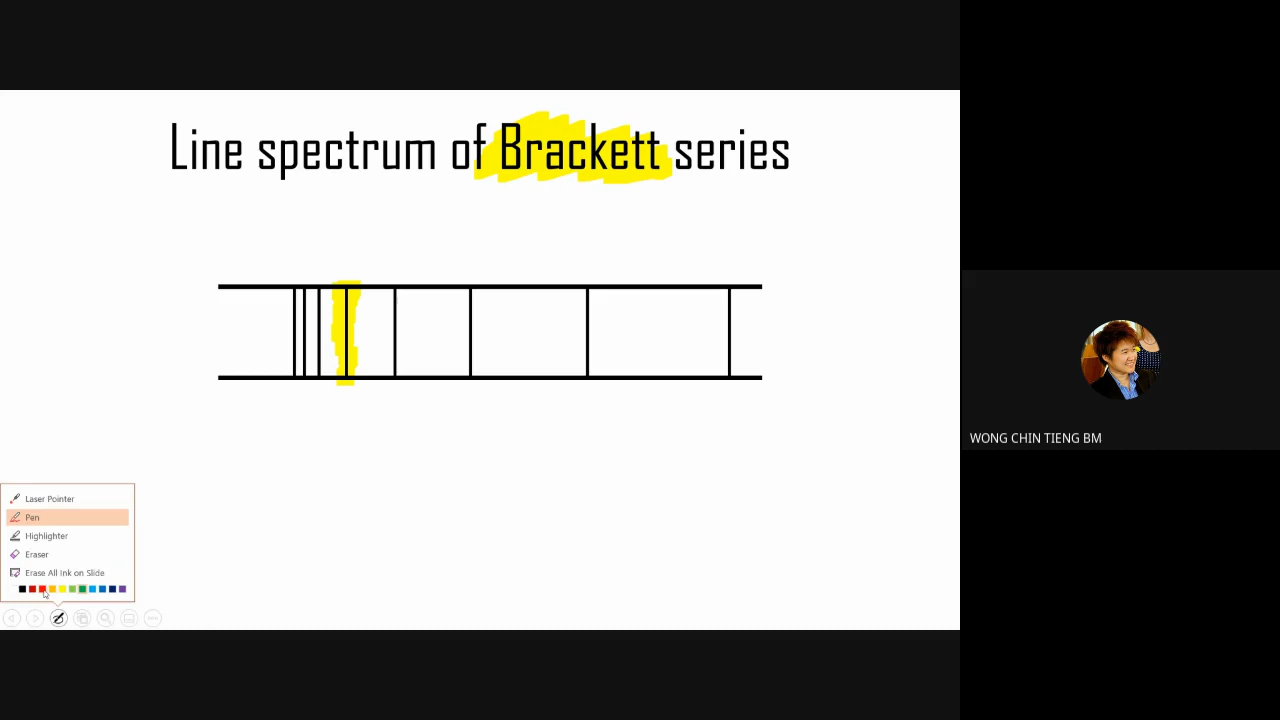 Line spectrum of Brackett series
WONG CHIN TIENG BM
Laser Pointer
Pen
Highlighter
Eraser
Erase All Ink on Slide